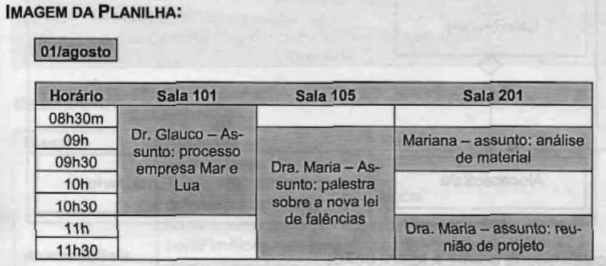 IMAGEM DA PLANILHA:
01/agosto
Horário Sala 101 Sala 105 Sala 201
08h30m
09h
09h30
10h
10h30
11h
11h30
Dr. Glauco – As-
sunto: processo
empresa Mar e
Lua
Dra. Maria – As-
sunto: palestra
sobre a nova lei
de falências
Mariana – assunto: análise
de material
Dra. Maria – assunto: reu-
nião de projeto